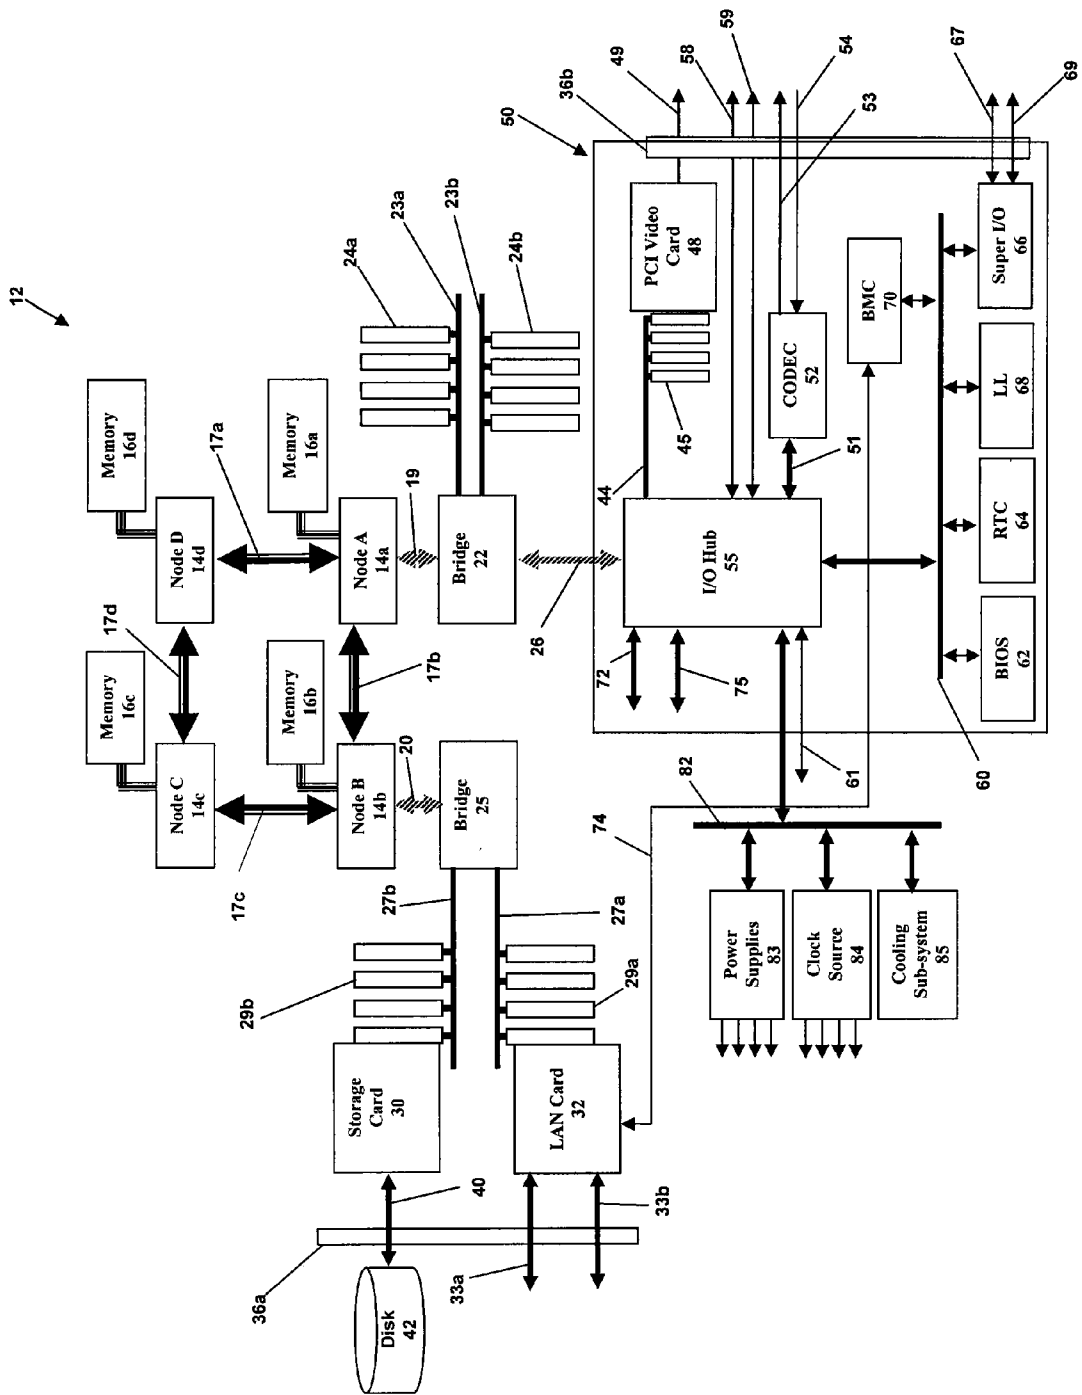 12
Memory
16d
17a
Memory
16a
24a
23a
23b
24b
50
36b
49
58
59
54
53
67
69
Node D
14d
Node A
14a
19
Bridge
22
PCI Video
Card
48
45
44
CODEC
52
51
BMC
70
Super I/O
66
LL
68
RTC
64
BIOS
62
I/O Hub
55
26
72
75
61
60
17d
Memory
16c
17b
Memory
16b
Node C
14c
Node B
14b
20
17c
Bridge
25
82
74
27b
27a
29b
29a
Power
Supplies
83
Clock
Source
84
Cooling
Sub-system
85
Storage
Card
30
LAN Card
32
40
33b
33a
36a
Disk
42